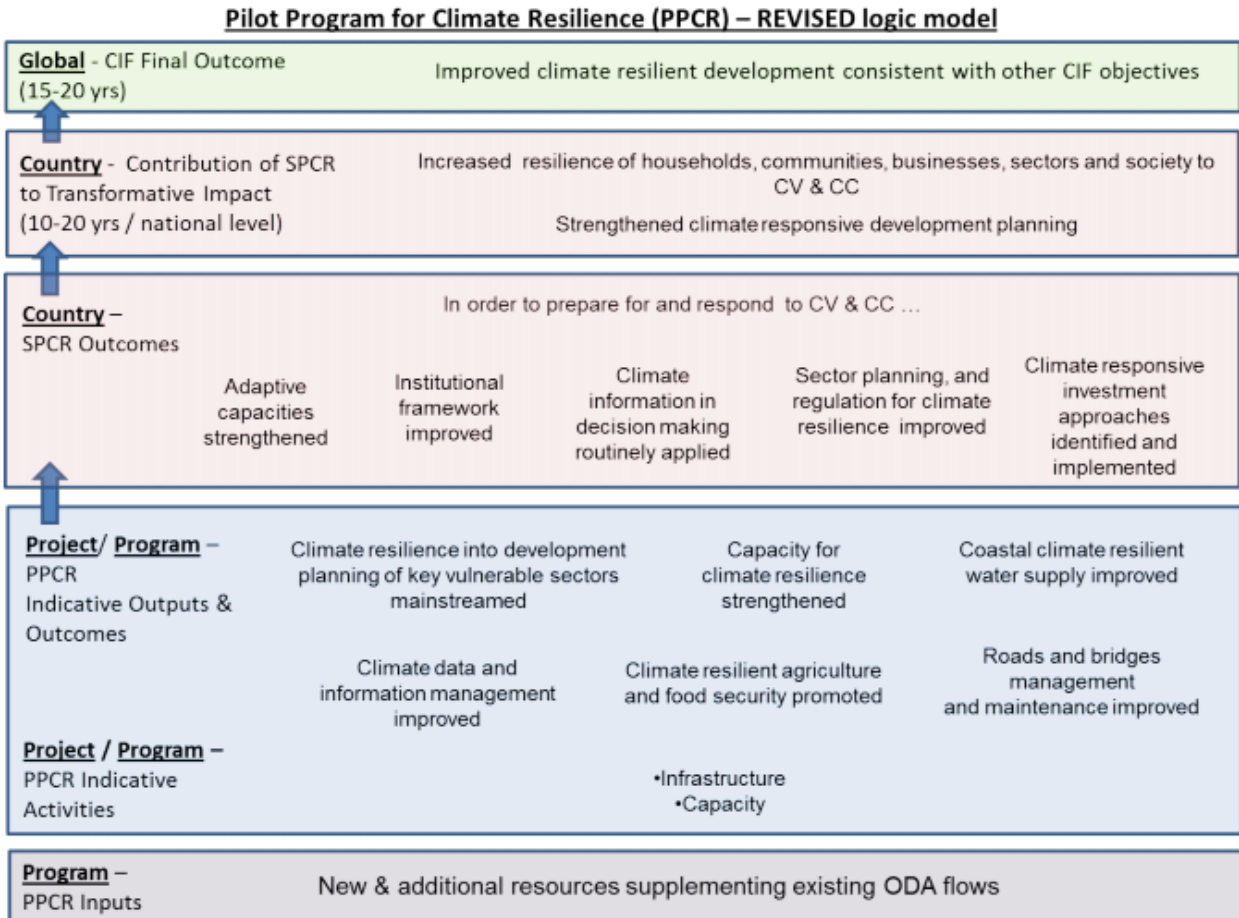 Pilot Program for Climate Resilience (PPCR) – REVISED logic model
Global - CIF Final Outcome
(15-20 yrs)
Improved climate resilient development consistent with other CIF objectives
Country - Contribution of SPCR
to Transformative Impact
(10-20 yrs / national level)
Increased resilience of households, communities, businesses, sectors and society to
CV & CC
Strengthened climate responsive development planning
Country –
SPCR Outcomes
In order to prepare for and respond to CV & CC ...
Adaptive
capacities
strengthened
Institutional
framework
improved
Climate
information in
decision making
routinely applied
Sector planning, and
regulation for climate
resilience improved
Climate responsive
investment
approaches
identified and
implemented
Project/ Program –
PPCR
Indicative Outputs &
Outcomes
Climate resilience into development
planning of key vulnerable sectors
mainstreamed
Capacity for
climate resilience
strengthened
Coastal climate resilient
water supply improved
Climate data and
information management
improved
Climate resilient agriculture
and food security promoted
Roads and bridges
management
and maintenance improved
Project / Program –
PPCR Indicative
Activities
•Infrastructure
•Capacity
Program –
PPCR Inputs
New & additional resources supplementing existing ODA flows